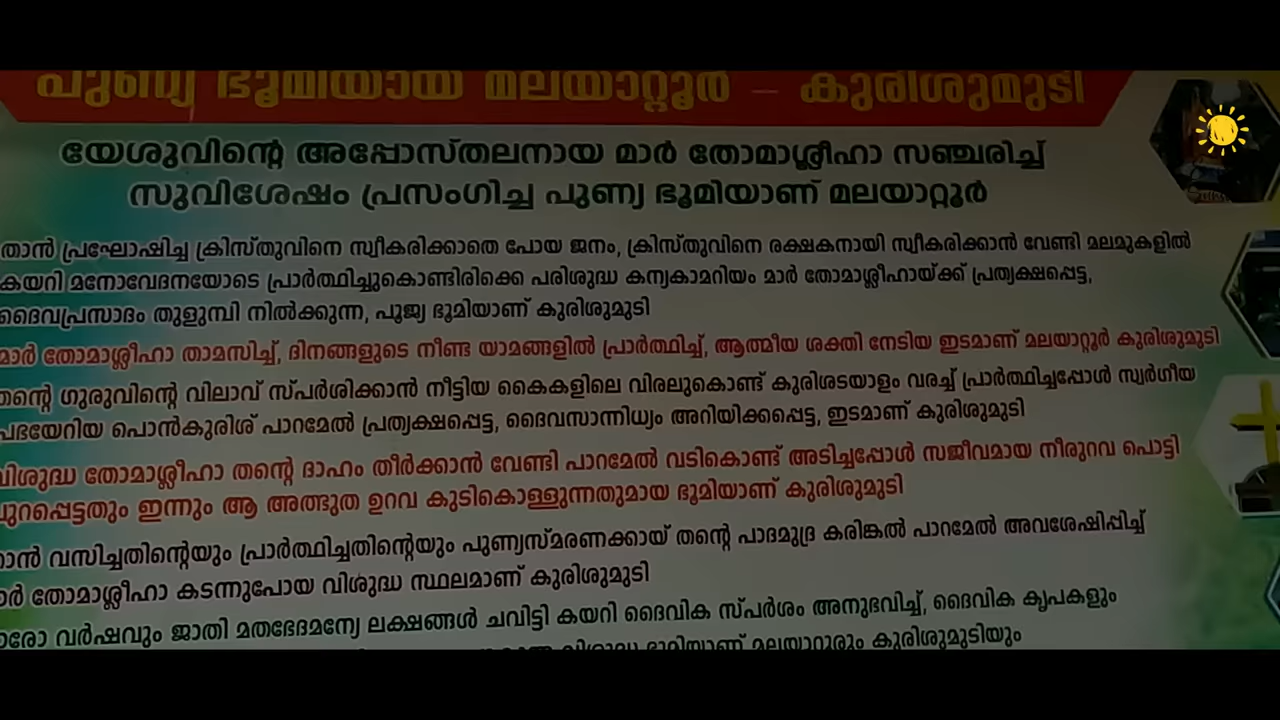 പുണ്യ ഭൂമിയായ മലയാറ്റൂർ – കുരിശുമുടി
യേശുവിന്റെ അപ്പോസ്തലനായ മാർ തോമാശ്ലീഹാ സഞ്ചരിച്ച്
സുവിശേഷം പ്രസംഗിച്ച പുണ്യ ഭൂമിയാണ് മലയാറ്റൂർ
താൻ പ്രഘോഷിച്ച ക്രിസ്തുവിനെ സ്വീകരിക്കാതെ പോയ ജനം, ക്രിസ്തുവിനെ രക്ഷകനായി സ്വീകരിക്കാൻ വേണ്ടി മലമുകളിൽ
കയറി മനോവേദനയോടെ പ്രാർത്ഥിച്ചുകൊണ്ടിരിക്കെ പരിശുദ്ധ കന്യകാമറിയം മാർ തോമാശ്ലീഹായ്ക്ക് പ്രത്യക്ഷപ്പെട്ട,
ദൈവപ്രസാദം തുളുമ്പി നിൽക്കുന്ന, പൂജ്യ ഭൂമിയാണ് കുരിശുമുടി
മാർ തോമാശ്ലീഹാ താമസിച്ച്, ദിനങ്ങളുടെ നീണ്ട യാമങ്ങളിൽ പ്രാർത്ഥിച്ച്, ആത്മീയ ശക്തി നേടിയ ഇടമാണ് മലയാറ്റൂർ കുരിശുമുടി
തന്റെ ഗുരുവിന്റെ വിലാവ് സ്പർശിക്കാൻ നീട്ടിയ കൈകളിലെ വിരലുകൊണ്ട് കുരിശടയാളം വരച്ച് പ്രാർത്ഥിച്ചപ്പോൾ സ്വർഗീയ
പ്രഭയേറിയ പൊൻകുരിശ് പാറമേൽ പ്രത്യക്ഷപ്പെട്ട, ദൈവസാന്നിധ്യം അറിയിക്കപ്പെട്ട, ഇടമാണ് കുരിശുമുടി
വിശുദ്ധ തോമാശ്ലീഹാ തന്റെ ദാഹം തീർക്കാൻ വേണ്ടി പാറമേൽ വടികൊണ്ട് അടിച്ചപ്പോൾ സജീവമായ നീരുറവ പൊട്ടി
പുറപ്പെട്ടതും ഇന്നും ആ അത്ഭുത ഉറവ കുടികൊള്ളുന്നതുമായ ഭൂമിയാണ് കുരിശുമുടി
താൻ വസിച്ചതിന്റെയും പ്രാർത്ഥിച്ചതിന്റെയും പുണ്യസ്മരണക്കായ് തന്റെ പാദമുദ്ര കരിങ്കൽ പാറമേൽ അവശേഷിപ്പിച്ച്
മാർ തോമാശ്ലീഹാ കടന്നുപോയ വിശുദ്ധ സ്ഥലമാണ് കുരിശുമുടി
ഓരോ വർഷവും ജാതി മതഭേദമന്യേ ലക്ഷങ്ങൾ ചവിട്ടി കയറി ദൈവിക സ്പർശം അനുഭവിച്ച്, ദൈവിക കൃപകളും
വിശുദ്ധ ഭൂമിയാണ് മലയാറ്റൂരും കുരിശുമുടിയും